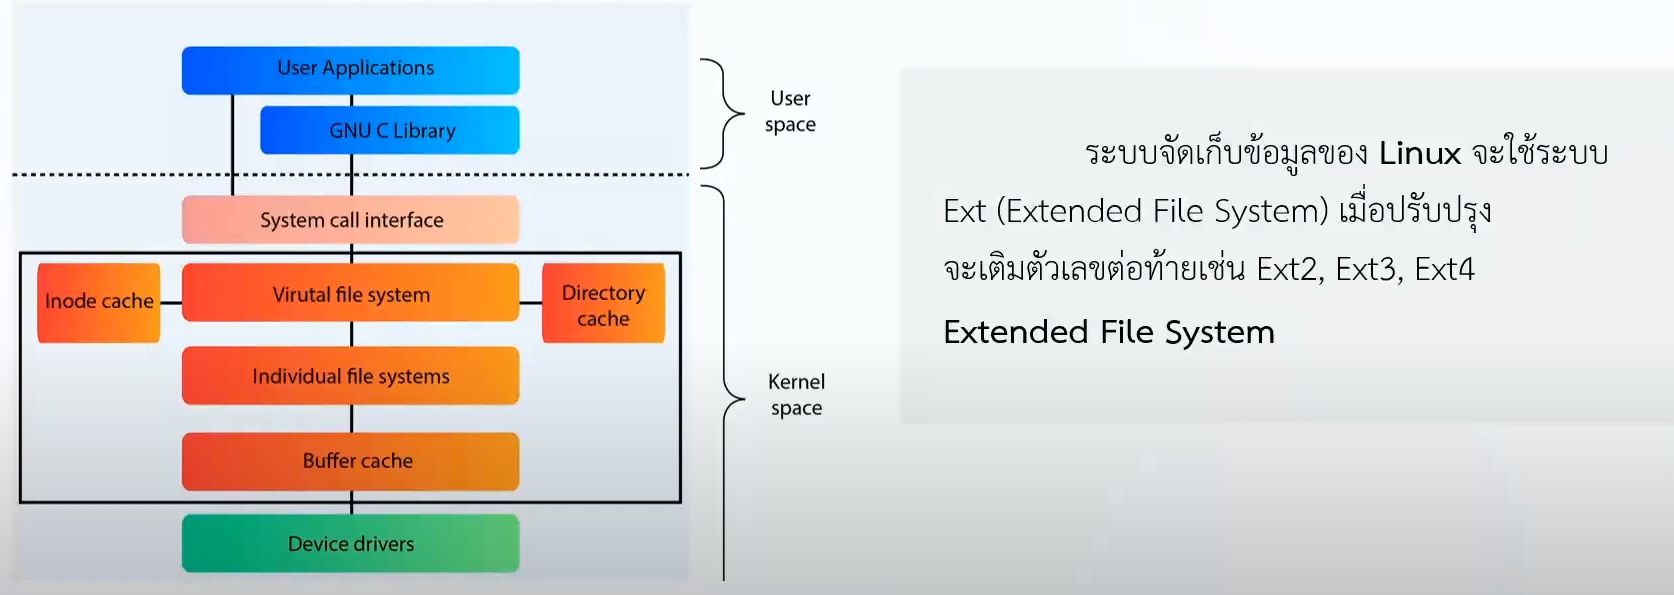 User Applications
GNU C Library
User
space
System call interface
Inode cache
Virutal file system
Directory
cache
Individual file systems
Buffer cache
Device drivers
Kernel
space
ระบบจัดเก็บข้อมูลของ Linux จะใช้ระบบ
Ext (Extended File System) เมื่อปรับปรุง
จะเติมตัวเลขต่อท้ายเช่น Ext2, Ext3, Ext4
Extended File System